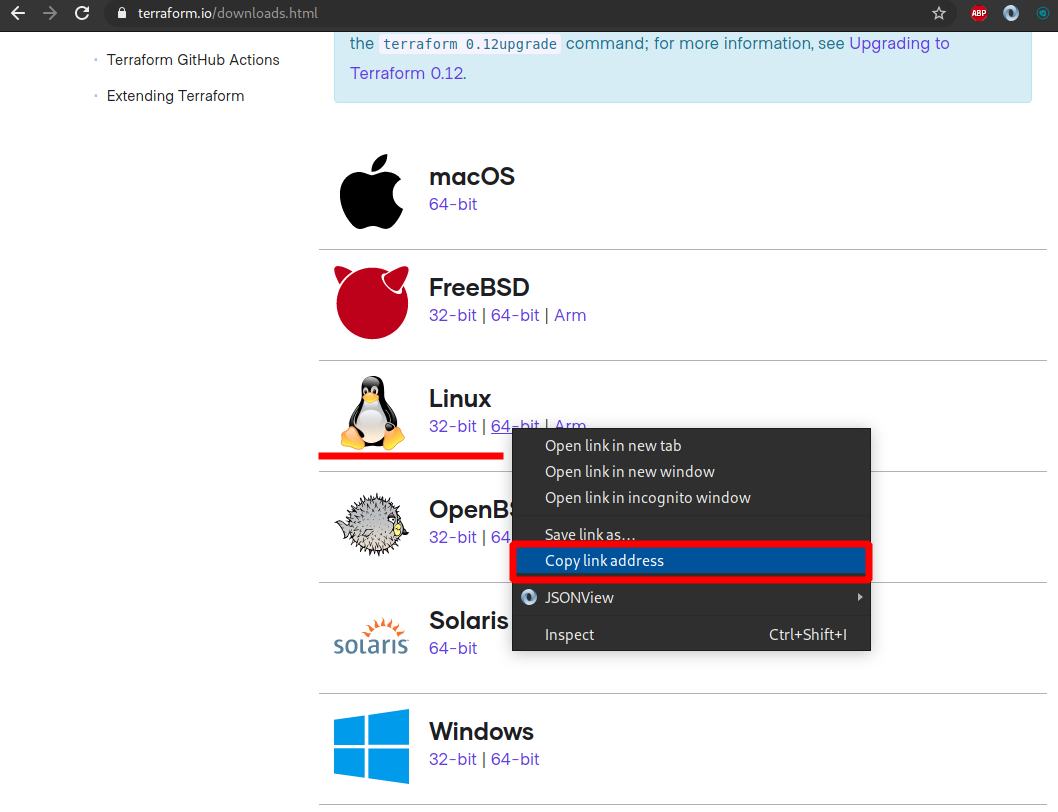 terraform.io/downloads.html
ABP
the terraform 0.12upgrade command; for more information, see Upgrading to
Terraform 0.12.
Terraform GitHub Actions
Extending Terraform
macOS
64-bit
FreeBSD
32-bit | 64-bit | Arm
Linux
32-bit | 64-bit | Arm
OpenBS
32-bit | 64
solaris
Solaris
64-bit
Windows
32-bit | 64-bit
Open link in new tab
Open link in new window
Open link in incognito window
Save link as...
Copy link address
JSONView
Inspect Ctrl+Shift+I